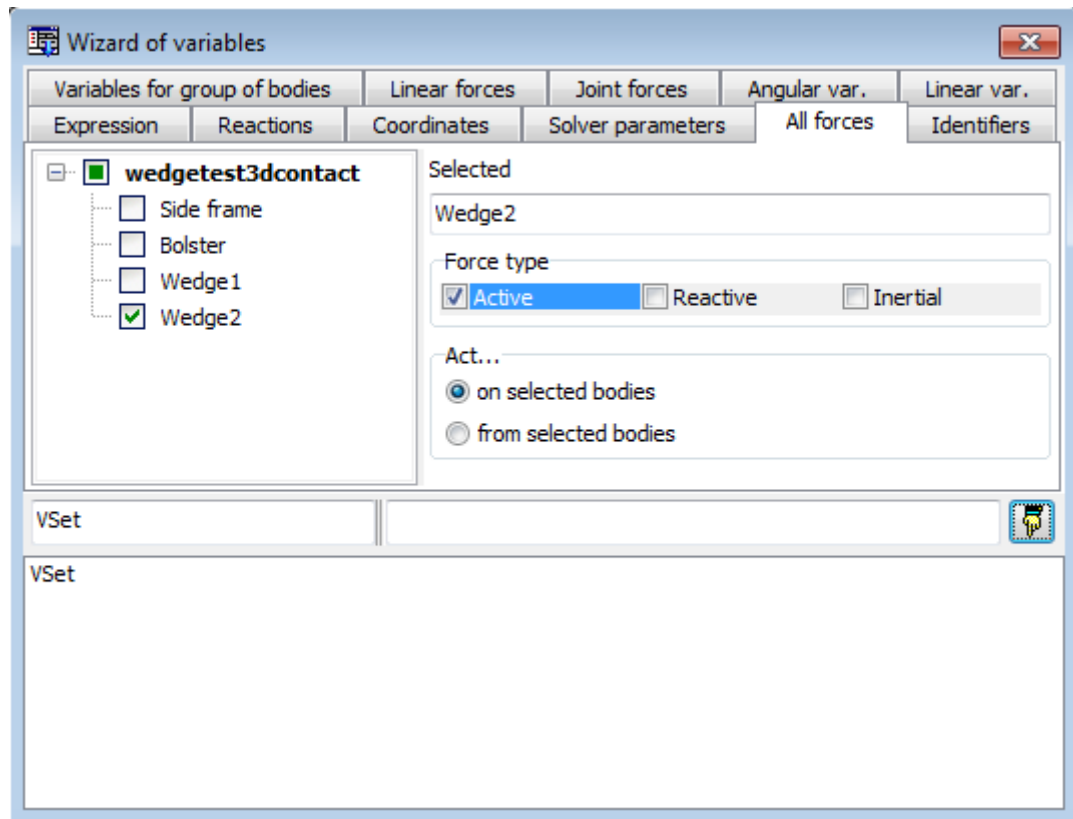 Wizard of variables
Variables for group of bodies Linear forces Joint forces Angular var. Linear var.
Expression Reactions Coordinates Solver parameters All forces Identifiers
wedgetest3dcontact
Side frame
Bolster
Wedge1
Wedge2
Selected
Wedge2
Force type
Active Reactive Inertial
Act...
on selected bodies
from selected bodies
VSet
VSet